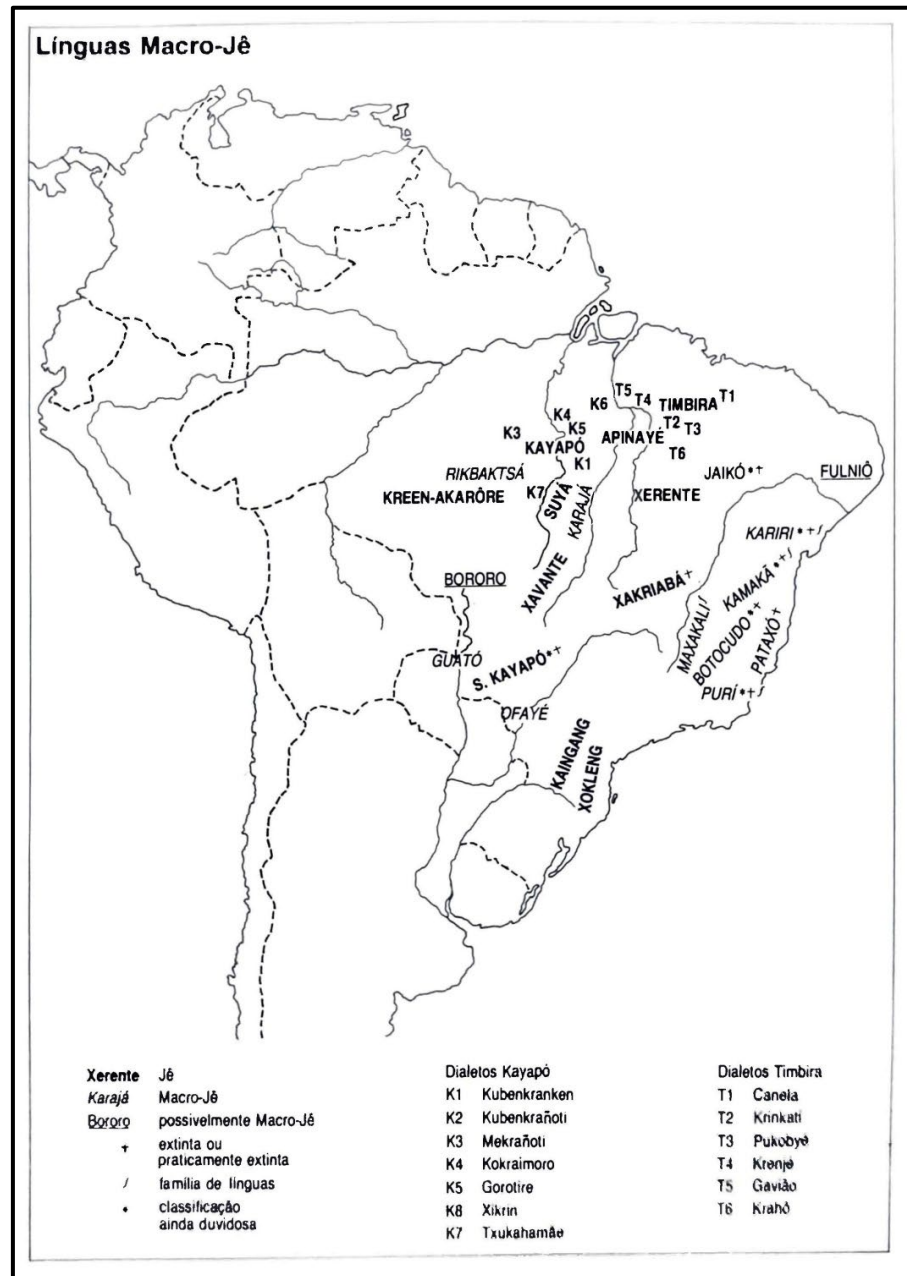 Línguas Macro-Jê
T5
T4
TIMBIRA
T1
K6
T2
T3
K4
K5
K3
KAYAPÓ
APINAYÉ
T6
K1
RIKBAKTSÁ
JAIKÓ•+
FULNIÔ
KREEN-AKARÔRE
K7
SUYÁ
KARAJÁ
XERENTE
KARIRI•+ʃ
BORORO
XAVANTE
XAKRIABÁ+
KAMAKÃ•+ʃ
MAXAKALIʃ
BOTOCUDO•+
PATAXÓ+
GUATÓ
S. KAYAPÓ•+
PURÍ•+ʃ
OFAYÉ
KAINGANG
XOKLENG
Xerente Jê
Karajá Macro-Jê
Bororo possivelmente Macro-Jê
+ extinta ou
praticamente extinta
ʃ família de línguas
• classificação
ainda duvidosa
Dialetos Kayapó
K1 Kubenkranken
K2 Kubenkrañoti
K3 Mekrañoti
K4 Kokraimoro
K5 Gorotire
K8 Xikrin
K7 Txukahamãe
Dialetos Timbira
T1 Canela
T2 Krinkati
T3 Pukobyé
T4 Krenjé
T5 Gavião
T6 Krahô